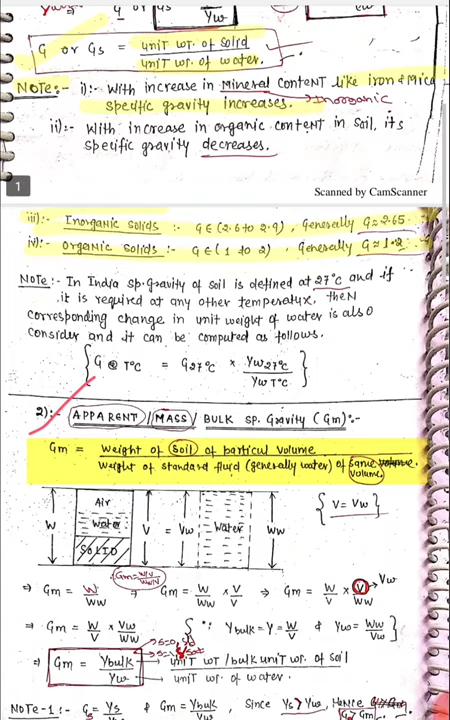 G or Gs = unit wt. of solid / unit wt. of water.
Note:- i):- With increase in Mineral content like iron & Mica
specific gravity increases. → Inorganic
ii):- With increase in organic content in soil, its
specific gravity decreases.
1
Scanned by CamScanner
iii):- Inorganic solids :- G∈(2.6 to 2.9), Generally G≈2.65
iv):- Organic solids :- G∈(1 to 2), Generally G≈1.2
Note:- In India sp. gravity of soil is defined at 27°C and if
it is required at any other temperatyx, then
corresponding change in unit weight of water is also
consider and it can be computed as follows.
{ G @ T°C = G27°C × γw27°C / γwT°C }
2):- APPARENT / MASS / BULK sp. Gravity (Gm):-
Gm = weight of soil of particul volume / weight of standard fluid (generally water) of same volume.
Air
W Water V = Vw Water Ww { V = Vw }
SOLID
⇒ Gm = W/Ww ⇒ Gm = W/Ww × V/V ⇒ Gm = W/V × V/Ww → Vw
⇒ Gm = W/V × Vw/Ww { ∵ γbulk = γ = W/V & γw = Ww/Vw }
⇒ Gm = γbulk/γw → unit wt / bulk unit wt. of soil / unit wt. of water.
NOTE-1:- Gs = γs/γw & Gm = γbulk/γw, Since γs > γw, Hence